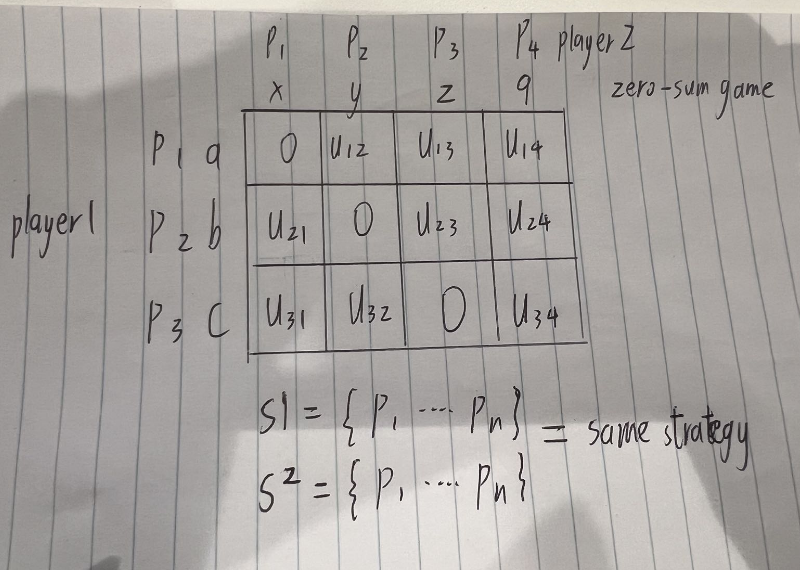 P1 P2 P3 P4 player2
x y z q zero-sum game
P1 a 0 U12 U13 U14
player1 P2 b U21 0 U23 U24
P3 c U31 U32 0 U34
S1 = {P1 ···· Pn} = same strategy
S² = {P1 ···· Pn}